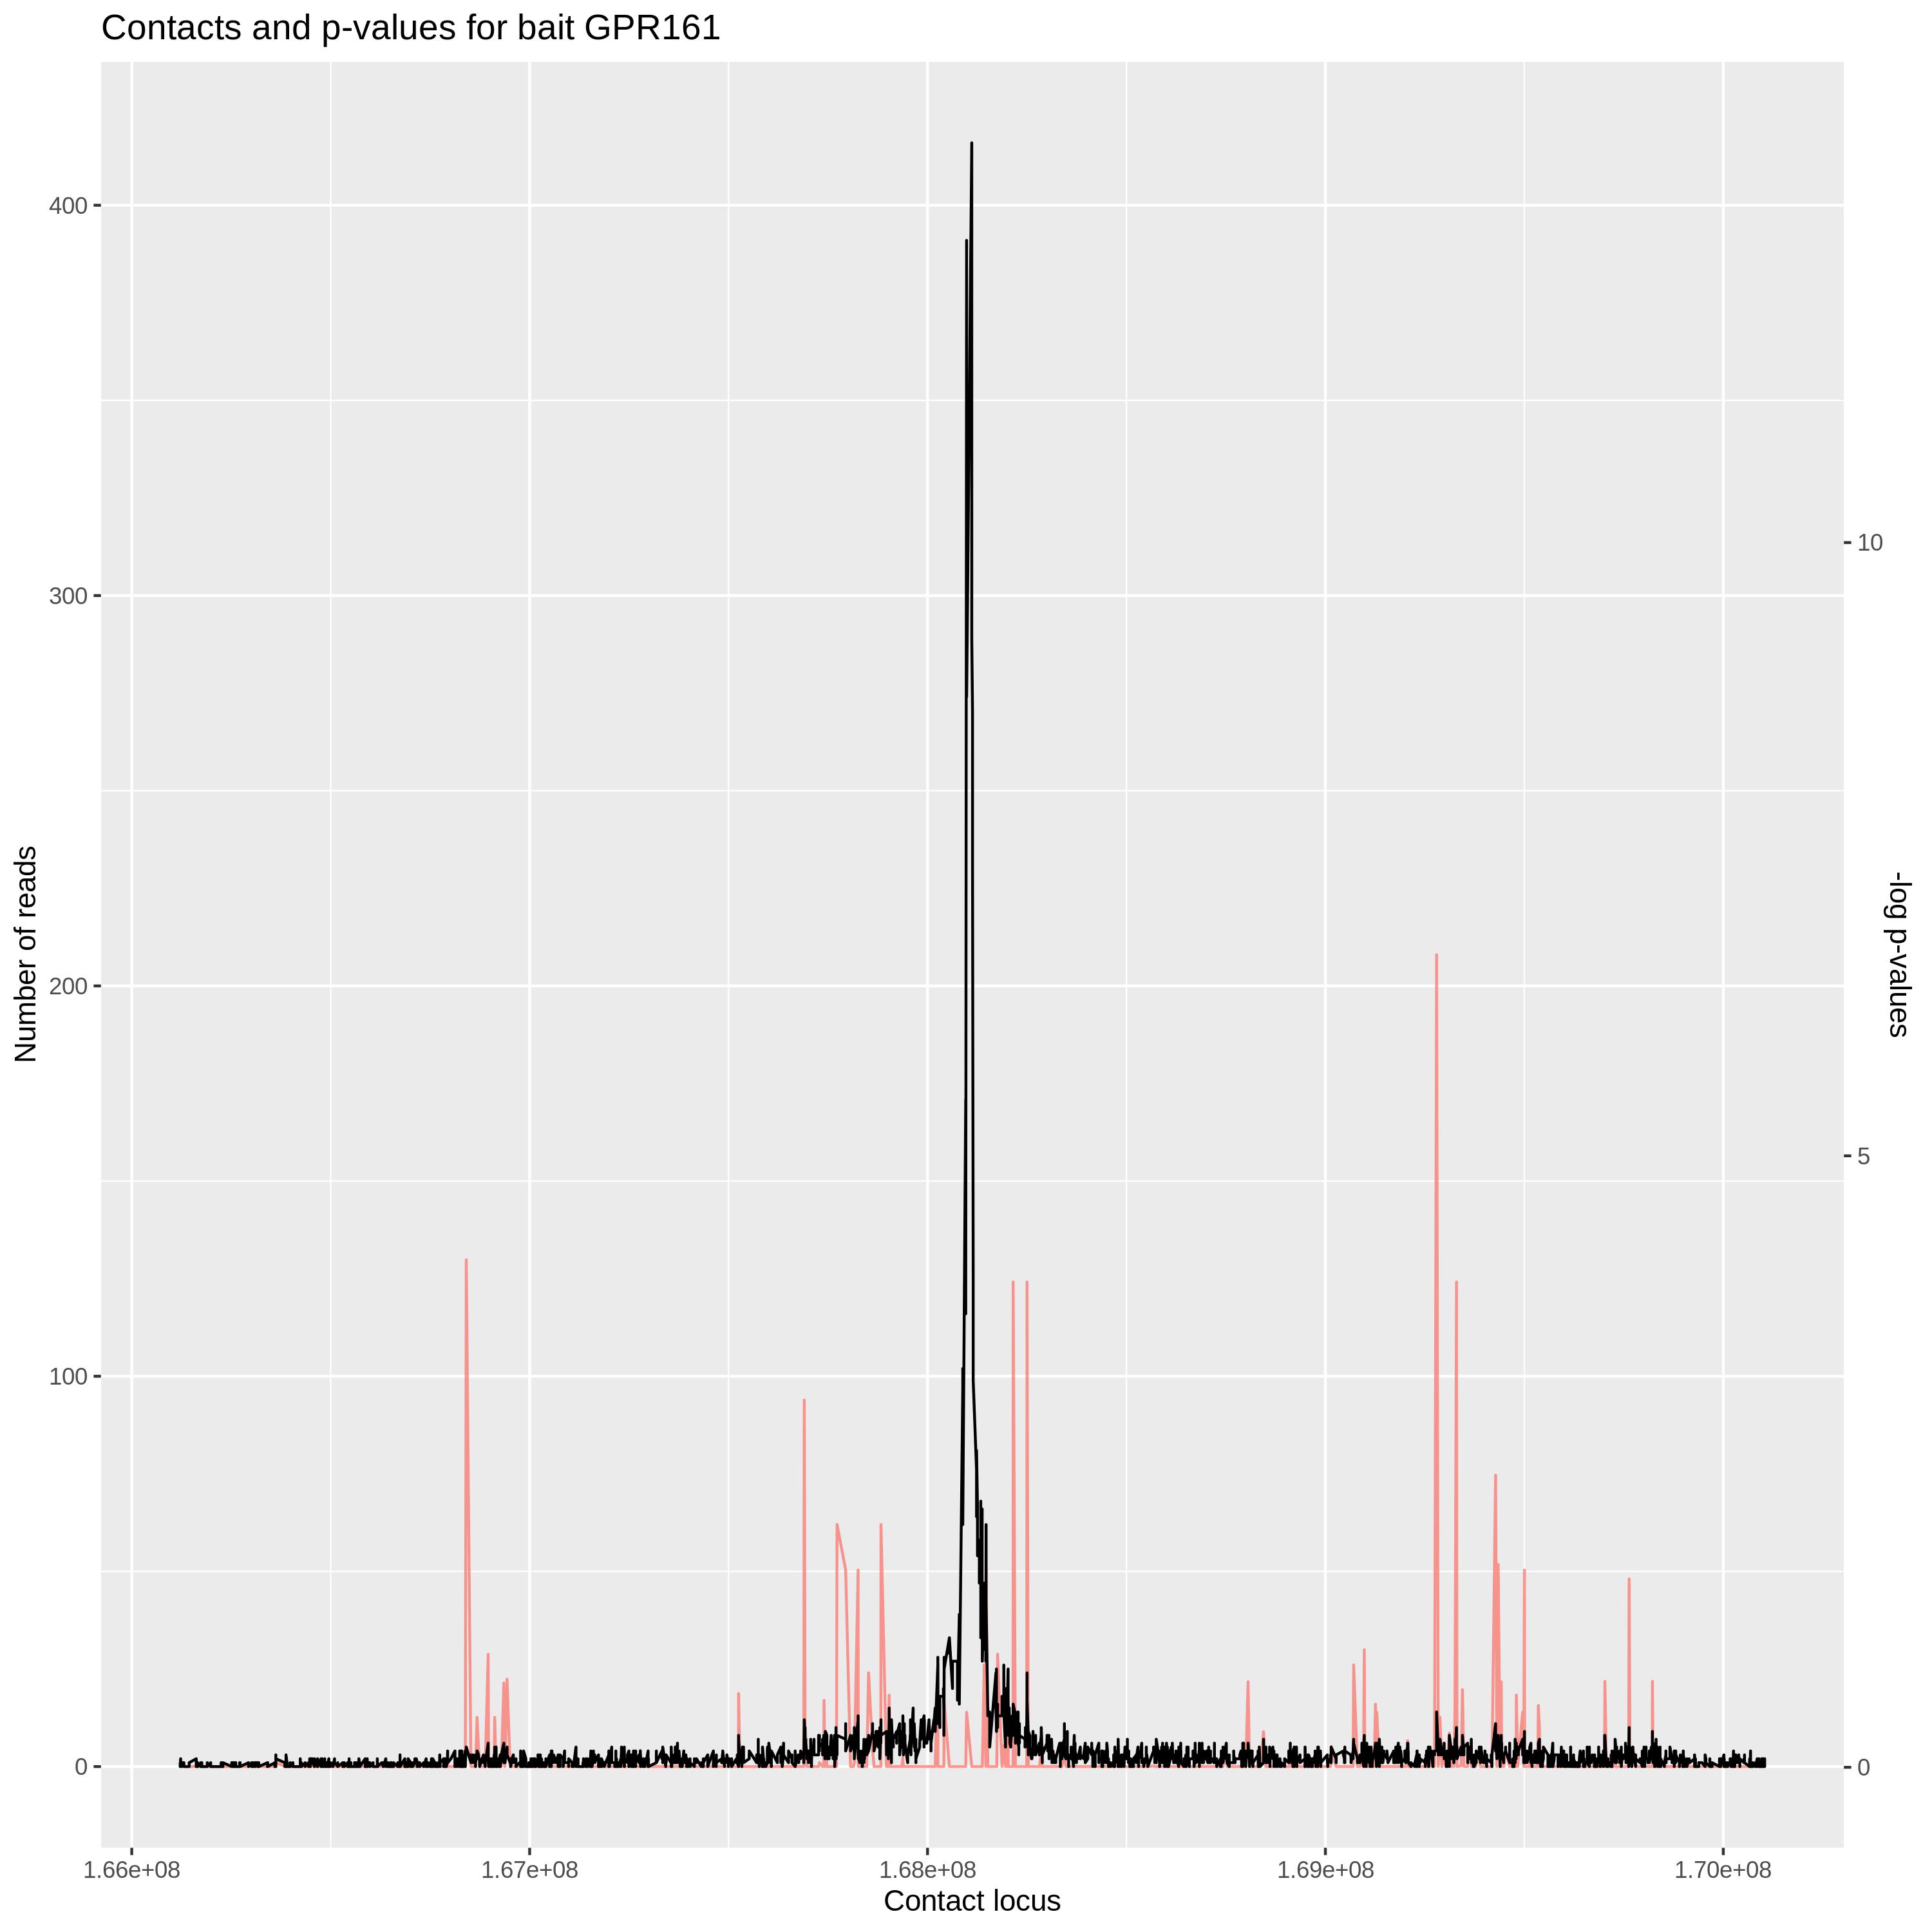 Contacts and p-values for bait GPR161
400
300
200
100
0
Number of reads
10
5
0
-log p-values
1.66e+08 1.67e+08 1.68e+08 1.69e+08 1.70e+08
Contact locus